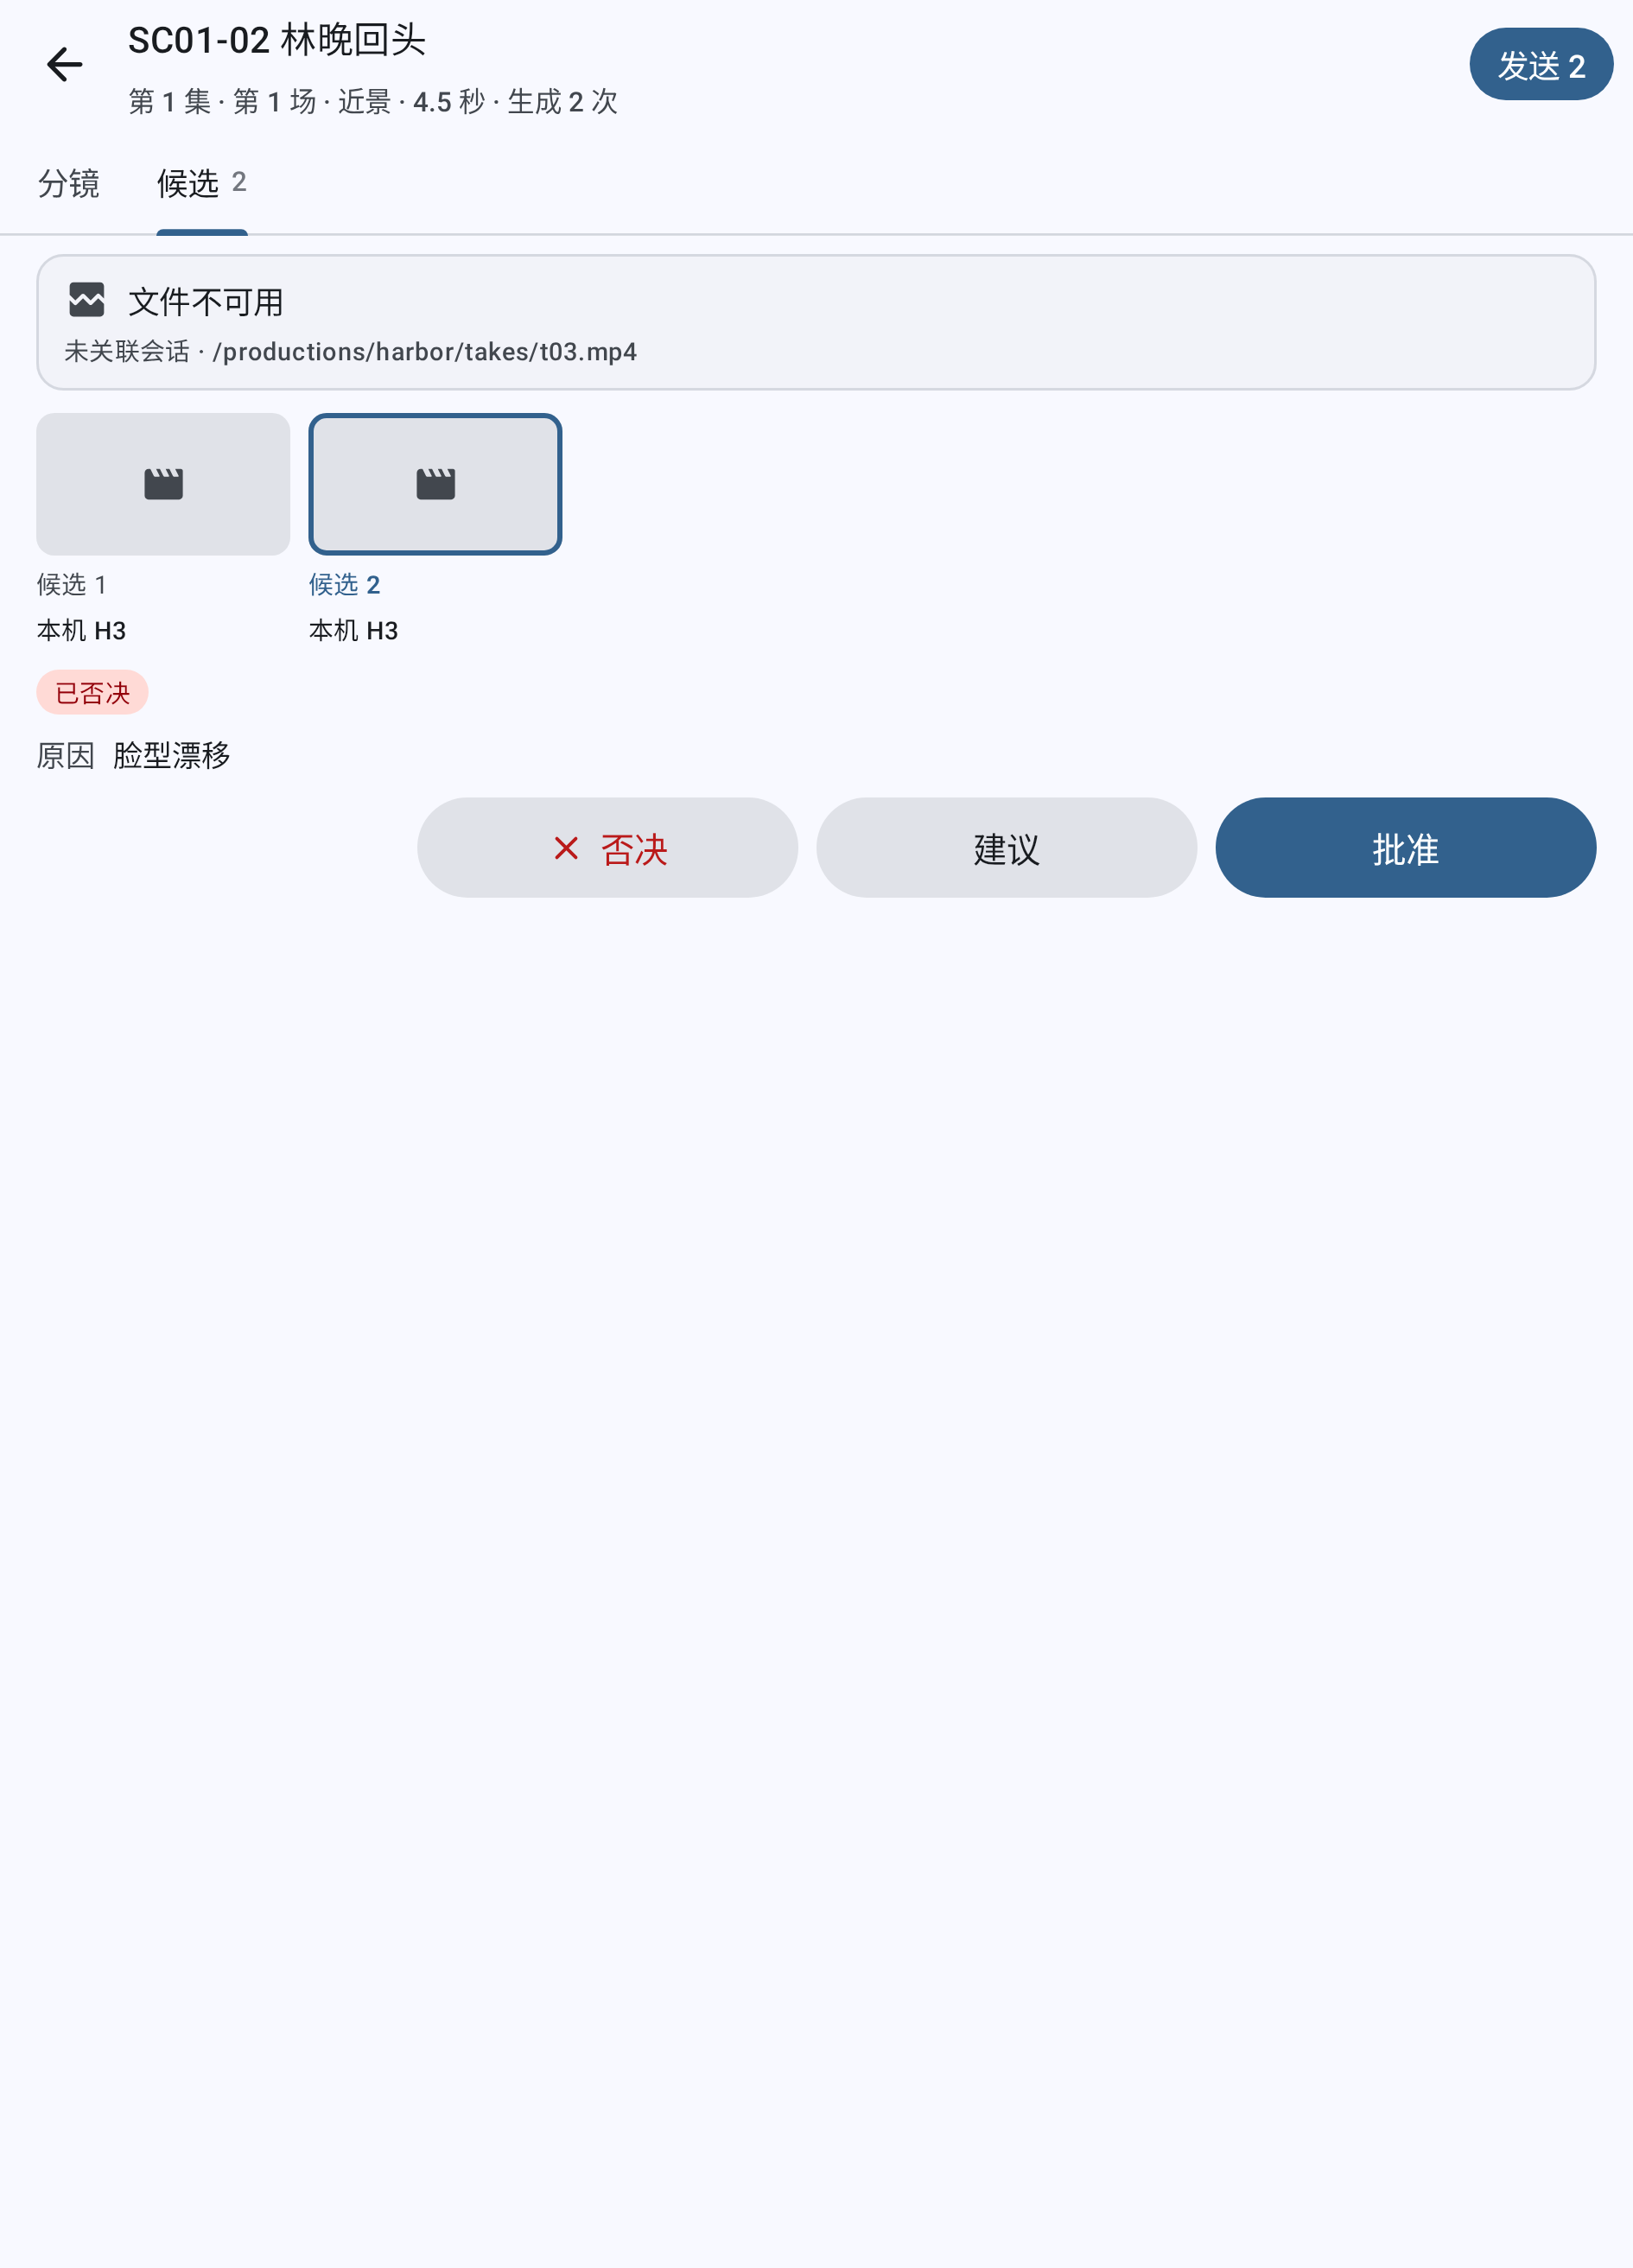 SC01-02 林晚回头
第 1 集 · 第 1 场 · 近景 · 4.5 秒 · 生成 2 次
发送 2
分镜 候选 2
文件不可用
未关联会话 · /productions/harbor/takes/t03.mp4
候选 1 候选 2
本机 H3 本机 H3
已否决
原因 脸型漂移
否决 建议 批准